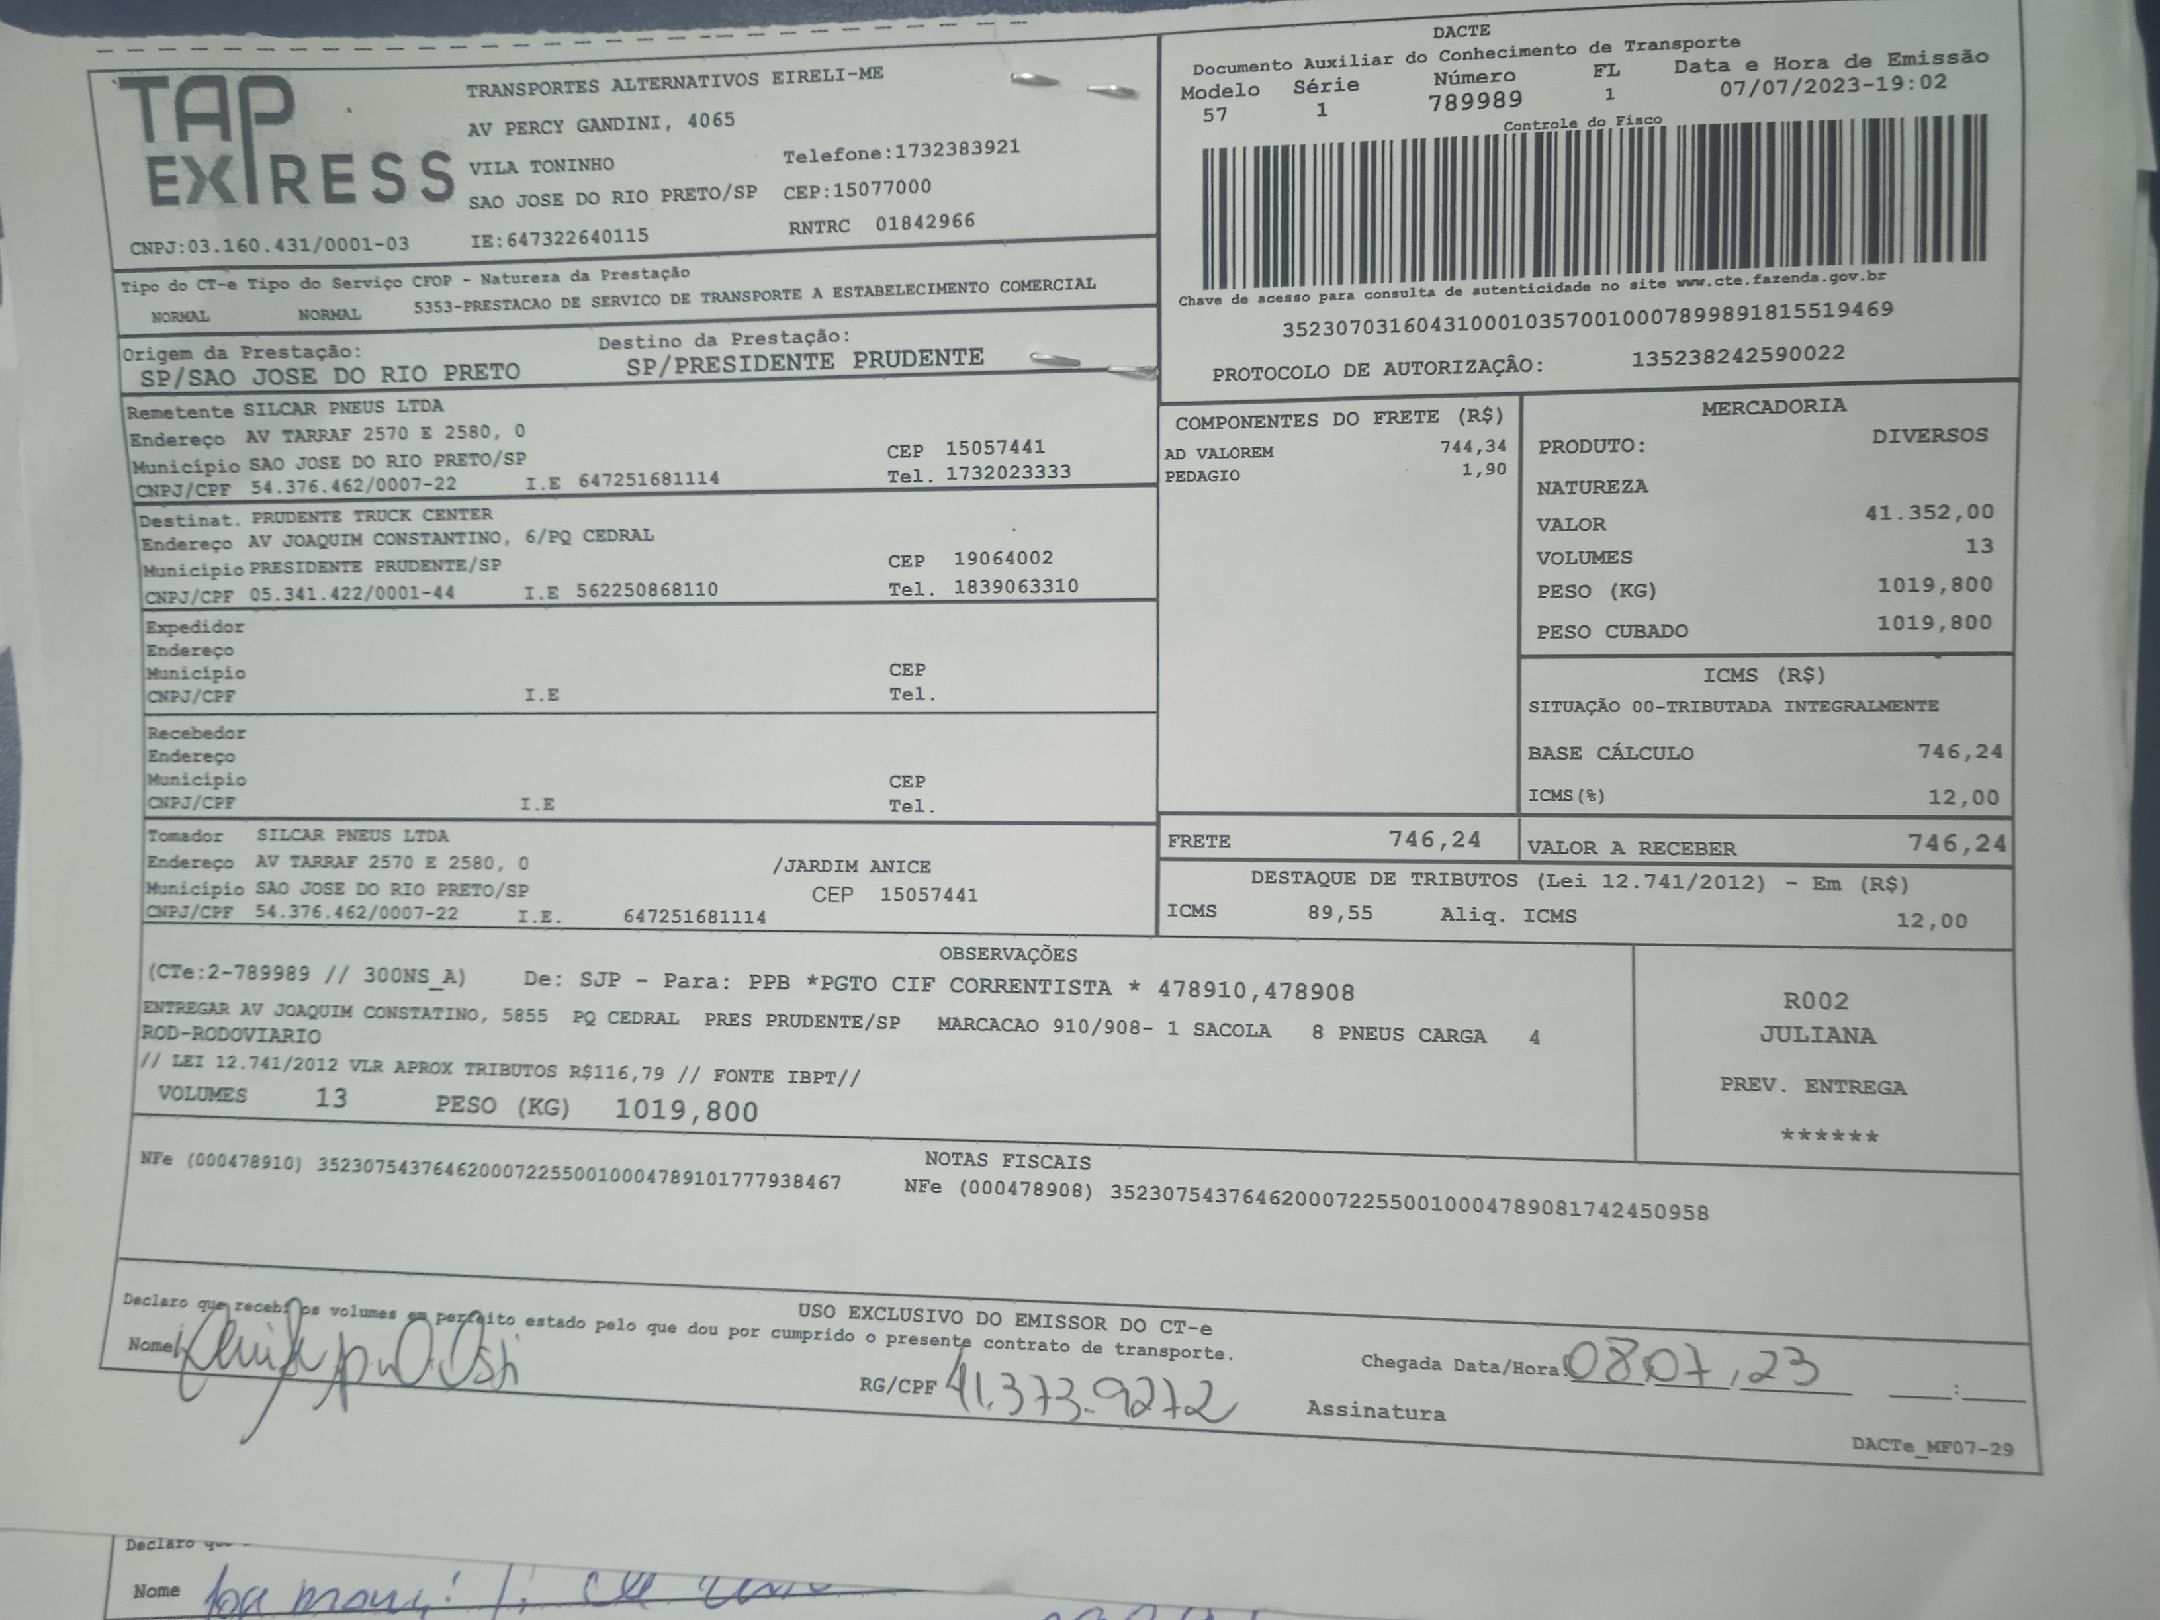 TAP EXPRESS
TRANSPORTES ALTERNATIVOS EIRELI-ME
AV PERCY GANDINI, 4065
VILA TONINHO Telefone:1732383921
SAO JOSE DO RIO PRETO/SP CEP:15077000
CNPJ:03.160.431/0001-03 IE:647322640115 RNTRC 01842966
DACTE
Documento Auxiliar do Conhecimento de Transporte
Modelo Série Número FL Data e Hora de Emissão
57 1 789989 1 07/07/2023-19:02
Controle do Fisco
Chave de acesso para consulta de autenticidade no site www.cte.fazenda.gov.br
35230703160431000103570010007899891815519469
PROTOCOLO DE AUTORIZAÇÃO: 135238242590022
Tipo do CT-e Tipo do Serviço CFOP - Natureza da Prestação
NORMAL NORMAL 5353-PRESTACAO DE SERVICO DE TRANSPORTE A ESTABELECIMENTO COMERCIAL
Origem da Prestação: Destino da Prestação:
SP/SAO JOSE DO RIO PRETO SP/PRESIDENTE PRUDENTE
Remetente SILCAR PNEUS LTDA
Endereço AV TARRAF 2570 E 2580, 0
Município SAO JOSE DO RIO PRETO/SP CEP 15057441
CNPJ/CPF 54.376.462/0007-22 I.E 647251681114 Tel. 1732023333
Destinat. PRUDENTE TRUCK CENTER
Endereço AV JOAQUIM CONSTANTINO, 6/PQ CEDRAL
Município PRESIDENTE PRUDENTE/SP CEP 19064002
CNPJ/CPF 05.341.422/0001-44 I.E 562250868110 Tel. 1839063310
Expedidor
Endereço
Município CEP
CNPJ/CPF I.E Tel.
Recebedor
Endereço
Município CEP
CNPJ/CPF I.E Tel.
Tomador SILCAR PNEUS LTDA
Endereço AV TARRAF 2570 E 2580, 0 /JARDIM ANICE
Município SAO JOSE DO RIO PRETO/SP CEP 15057441
CNPJ/CPF 54.376.462/0007-22 I.E. 647251681114
COMPONENTES DO FRETE (R$)
AD VALOREM 744,34
PEDAGIO 1,90
MERCADORIA
PRODUTO: DIVERSOS
NATUREZA
VALOR 41.352,00
VOLUMES 13
PESO (KG) 1019,800
PESO CUBADO 1019,800
ICMS (R$)
SITUAÇÃO 00-TRIBUTADA INTEGRALMENTE
BASE CÁLCULO 746,24
ICMS(%) 12,00
FRETE 746,24 VALOR A RECEBER 746,24
DESTAQUE DE TRIBUTOS (Lei 12.741/2012) - Em (R$)
ICMS 89,55 Aliq. ICMS 12,00
OBSERVAÇÕES
(CTe:2-789989 // 300NS_A) De: SJP - Para: PPB *PGTO CIF CORRENTISTA * 478910,478908
ENTREGAR AV JOAQUIM CONSTATINO, 5855 PQ CEDRAL PRES PRUDENTE/SP MARCACAO 910/908- 1 SACOLA 8 PNEUS CARGA 4
ROD-RODOVIARIO
// LEI 12.741/2012 VLR APROX TRIBUTOS R$116,79 // FONTE IBPT//
VOLUMES 13 PESO (KG) 1019,800
R002
JULIANA
PREV. ENTREGA
******
NOTAS FISCAIS
NFe (000478910) 35230754376462000722550010004789101777938467 NFe (000478908) 35230754376462000722550010004789081742450958
USO EXCLUSIVO DO EMISSOR DO CT-e
Declaro que recebi os volumes em perfeito estado pelo que dou por cumprido o presente contrato de transporte.
Nome RG/CPF 41.373.9272 Chegada Data/Hora: 08,07,23 :
Assinatura
DACTe_MF07-29
Declaro que
Nome